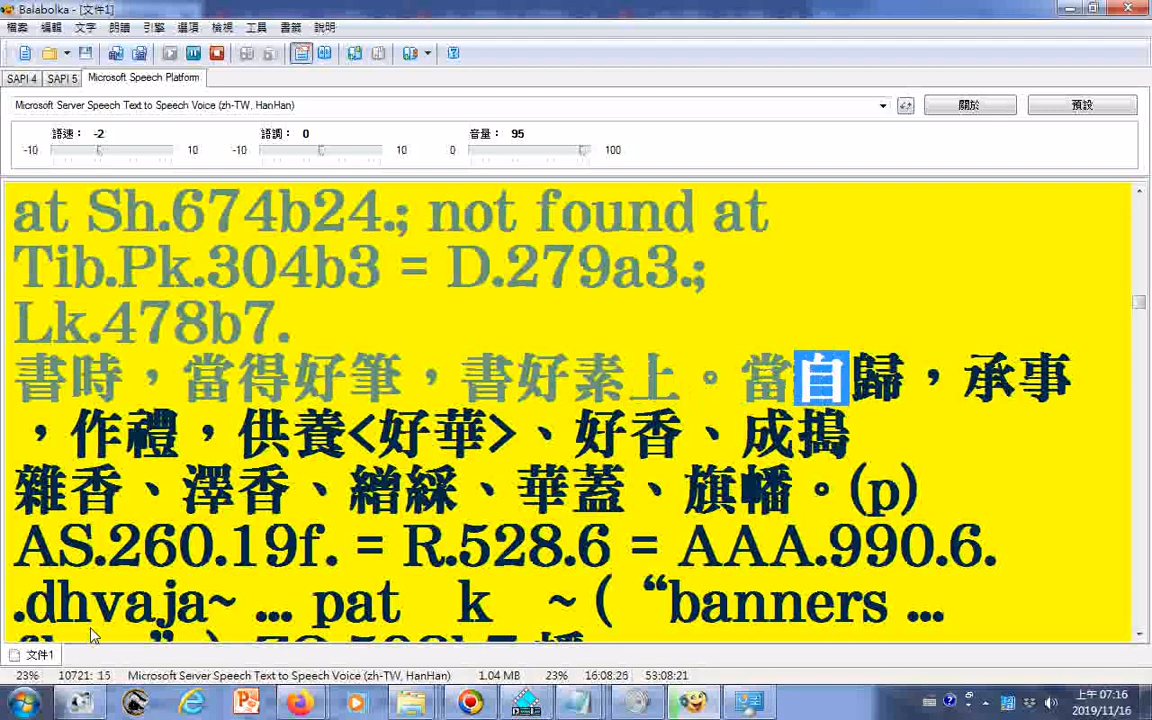 Balabolka - [文件1]
檔案 編輯 文字 朗讀 引擎 選項 檢視 工具 書籤 說明
SAPI 4 SAPI 5 Microsoft Speech Platform
Microsoft Server Speech Text to Speech Voice (zh-TW, HanHan) 關於 預設
語速： -2 語調： 0 音量： 95
-10 10 -10 10 0 100
at Sh.674b24.; not found at
Tib.Pk.304b3 = D.279a3.;
Lk.478b7.
書時，當得好筆，書好素上。當自歸，承事
，作禮，供養<好華>、好香、成搗
雜香、澤香、繒綵、華蓋、旗幡。(p)
AS.260.19f. = R.528.6 = AAA.990.6.
.dhvaja~ ... pat k ~ ( “banners ...
文件1
23% 10721: 15 Microsoft Server Speech Text to Speech Voice (zh-TW, HanHan) 1.04 MB 23% 16:08:26 53:08:21
上午 07:16
2019/11/16